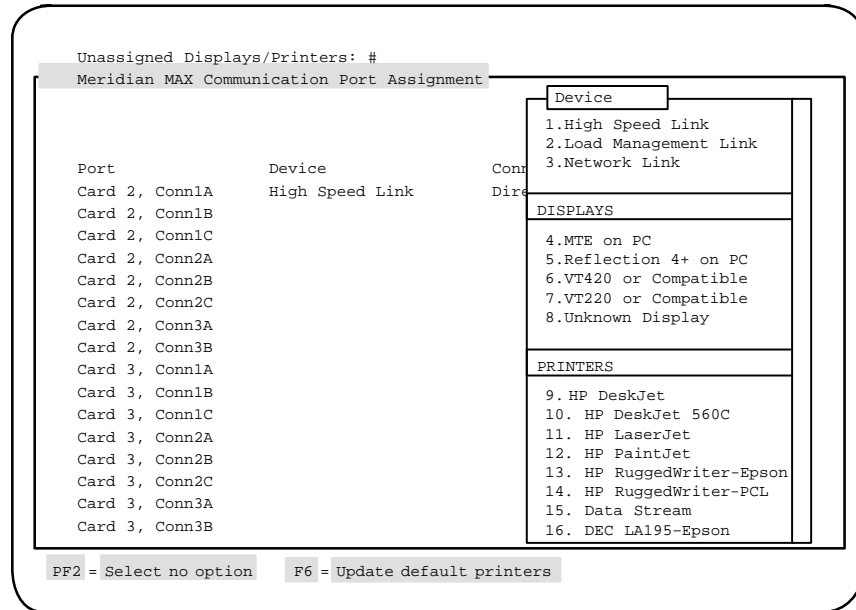 Unassigned Displays/Printers: #
Meridian MAX Communication Port Assignment
Port Device Conn
Card 2, Conn1A High Speed Link Dire
Card 2, Conn1B
Card 2, Conn1C
Card 2, Conn2A
Card 2, Conn2B
Card 2, Conn2C
Card 2, Conn3A
Card 2, Conn3B
Card 3, Conn1A
Card 3, Conn1B
Card 3, Conn1C
Card 3, Conn2A
Card 3, Conn2B
Card 3, Conn2C
Card 3, Conn3A
Card 3, Conn3B
Device
1.High Speed Link
2.Load Management Link
3.Network Link
DISPLAYS
4.MTE on PC
5.Reflection 4+ on PC
6.VT420 or Compatible
7.VT220 or Compatible
8.Unknown Display
PRINTERS
9. HP DeskJet
10. HP DeskJet 560C
11. HP LaserJet
12. HP PaintJet
13. HP RuggedWriter-Epson
14. HP RuggedWriter-PCL
15. Data Stream
16. DEC LA195-Epson
PF2 = Select no option F6 = Update default printers